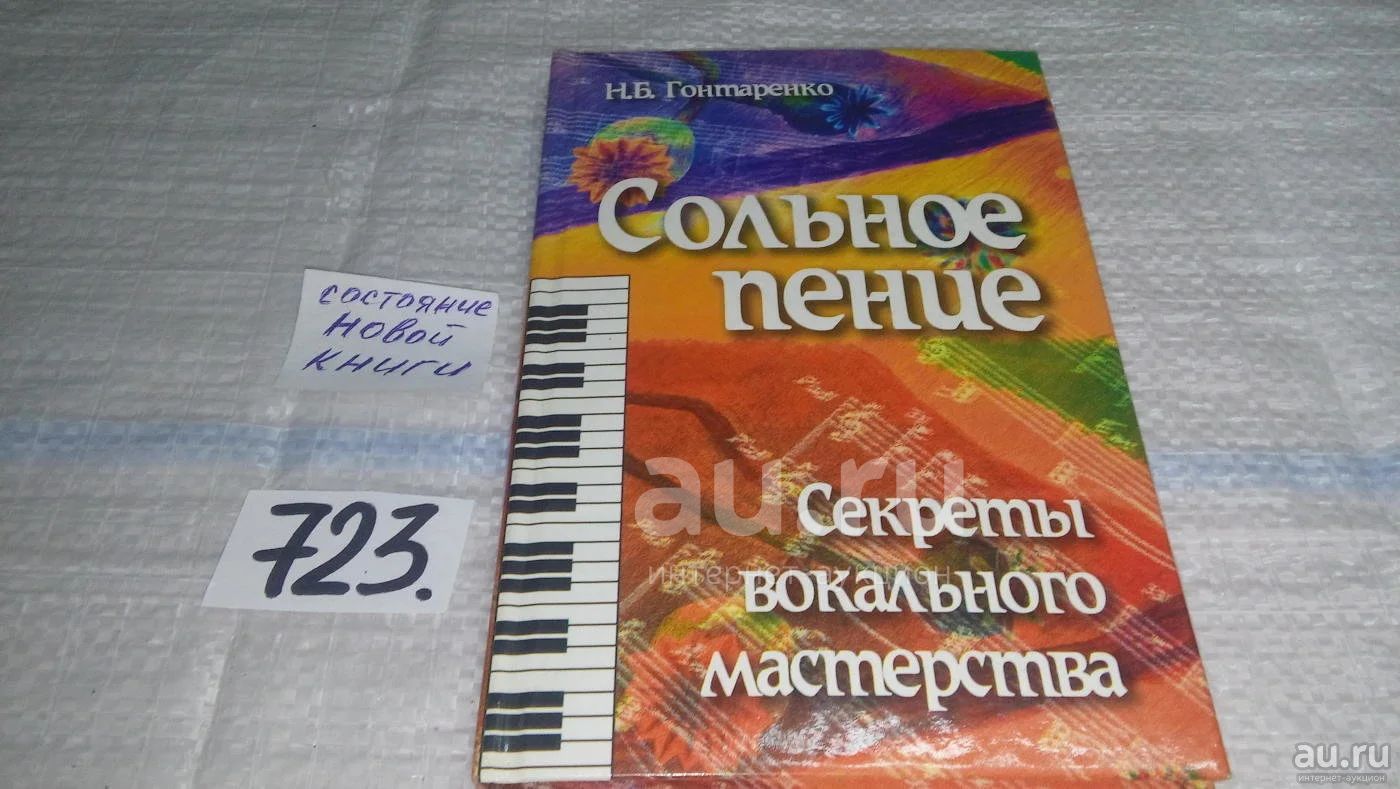 Н.Б. Гонтаренко
Сольное
пение
состояние
новой
книги
723.
au.ru
интернет-аукцион
Секреты
вокального
мастерства
au.ru
интернет-аукцион